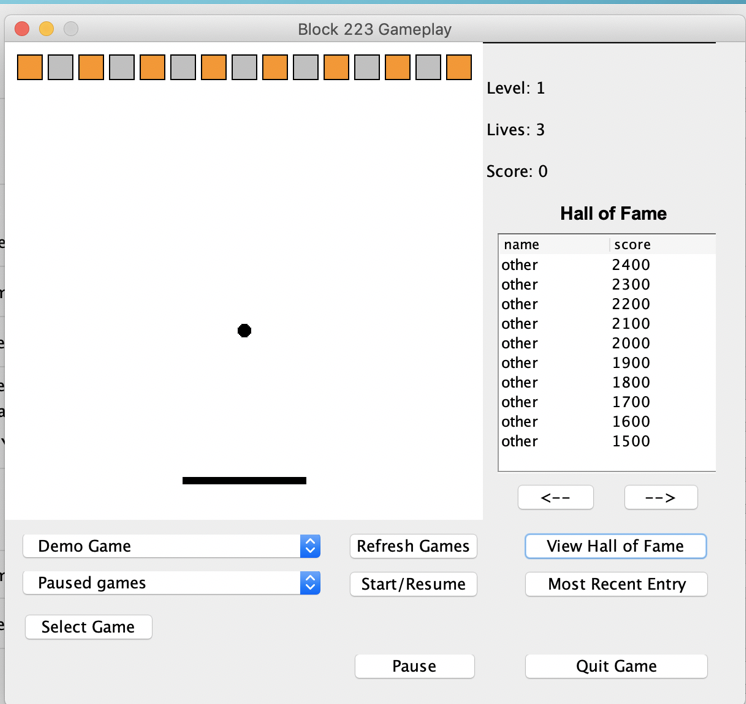 Block 223 Gameplay
Level: 1
Lives: 3
Score: 0
Hall of Fame
name score
other 2400
other 2300
other 2200
other 2100
other 2000
other 1900
other 1800
other 1700
other 1600
other 1500
<-- -->
Demo Game Refresh Games View Hall of Fame
Paused games Start/Resume Most Recent Entry
Select Game
Pause Quit Game